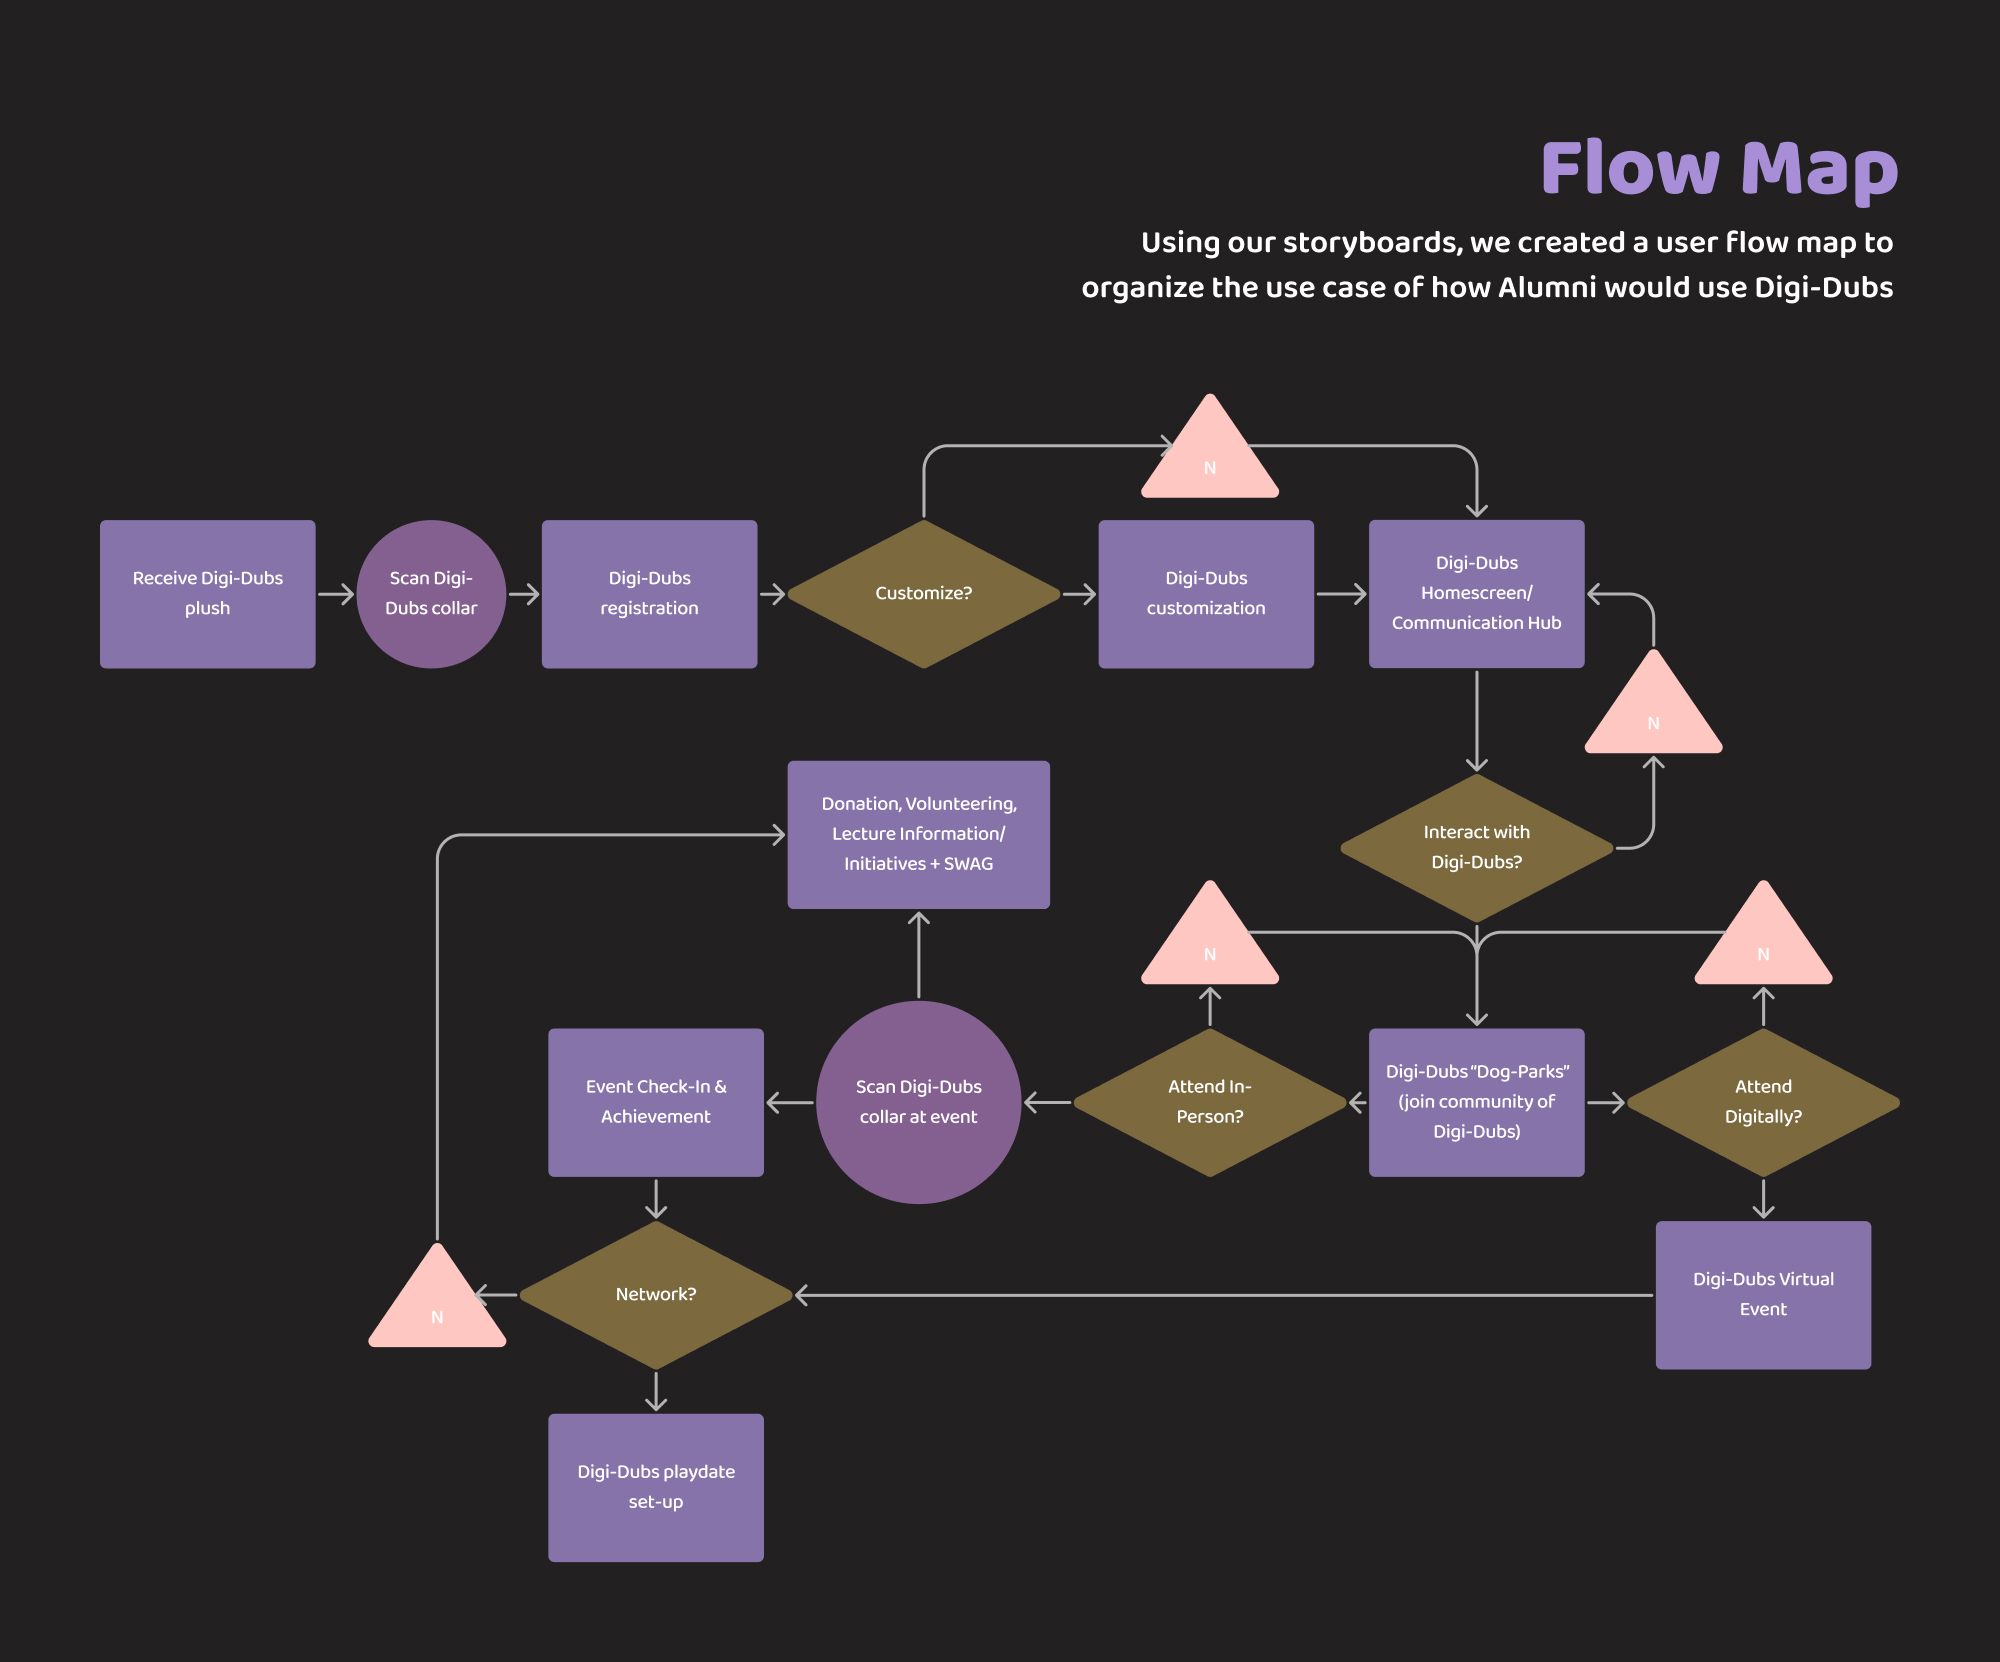 Flow Map
Using our storyboards, we created a user flow map to
organize the use case of how Alumni would use Digi-Dubs
N
Receive Digi-Dubs
plush
Scan Digi-
Dubs collar
Digi-Dubs
registration
Customize?
Digi-Dubs
customization
Digi-Dubs
Homescreen/
Communication Hub
N
Interact with
Digi-Dubs?
Donation, Volunteering,
Lecture Information/
Initiatives + SWAG
N
N
Event Check-In &
Achievement
Scan Digi-Dubs
collar at event
Attend In-
Person?
Digi-Dubs “Dog-Parks”
(join community of
Digi-Dubs)
Attend
Digitally?
N
Network?
Digi-Dubs Virtual
Event
Digi-Dubs playdate
set-up